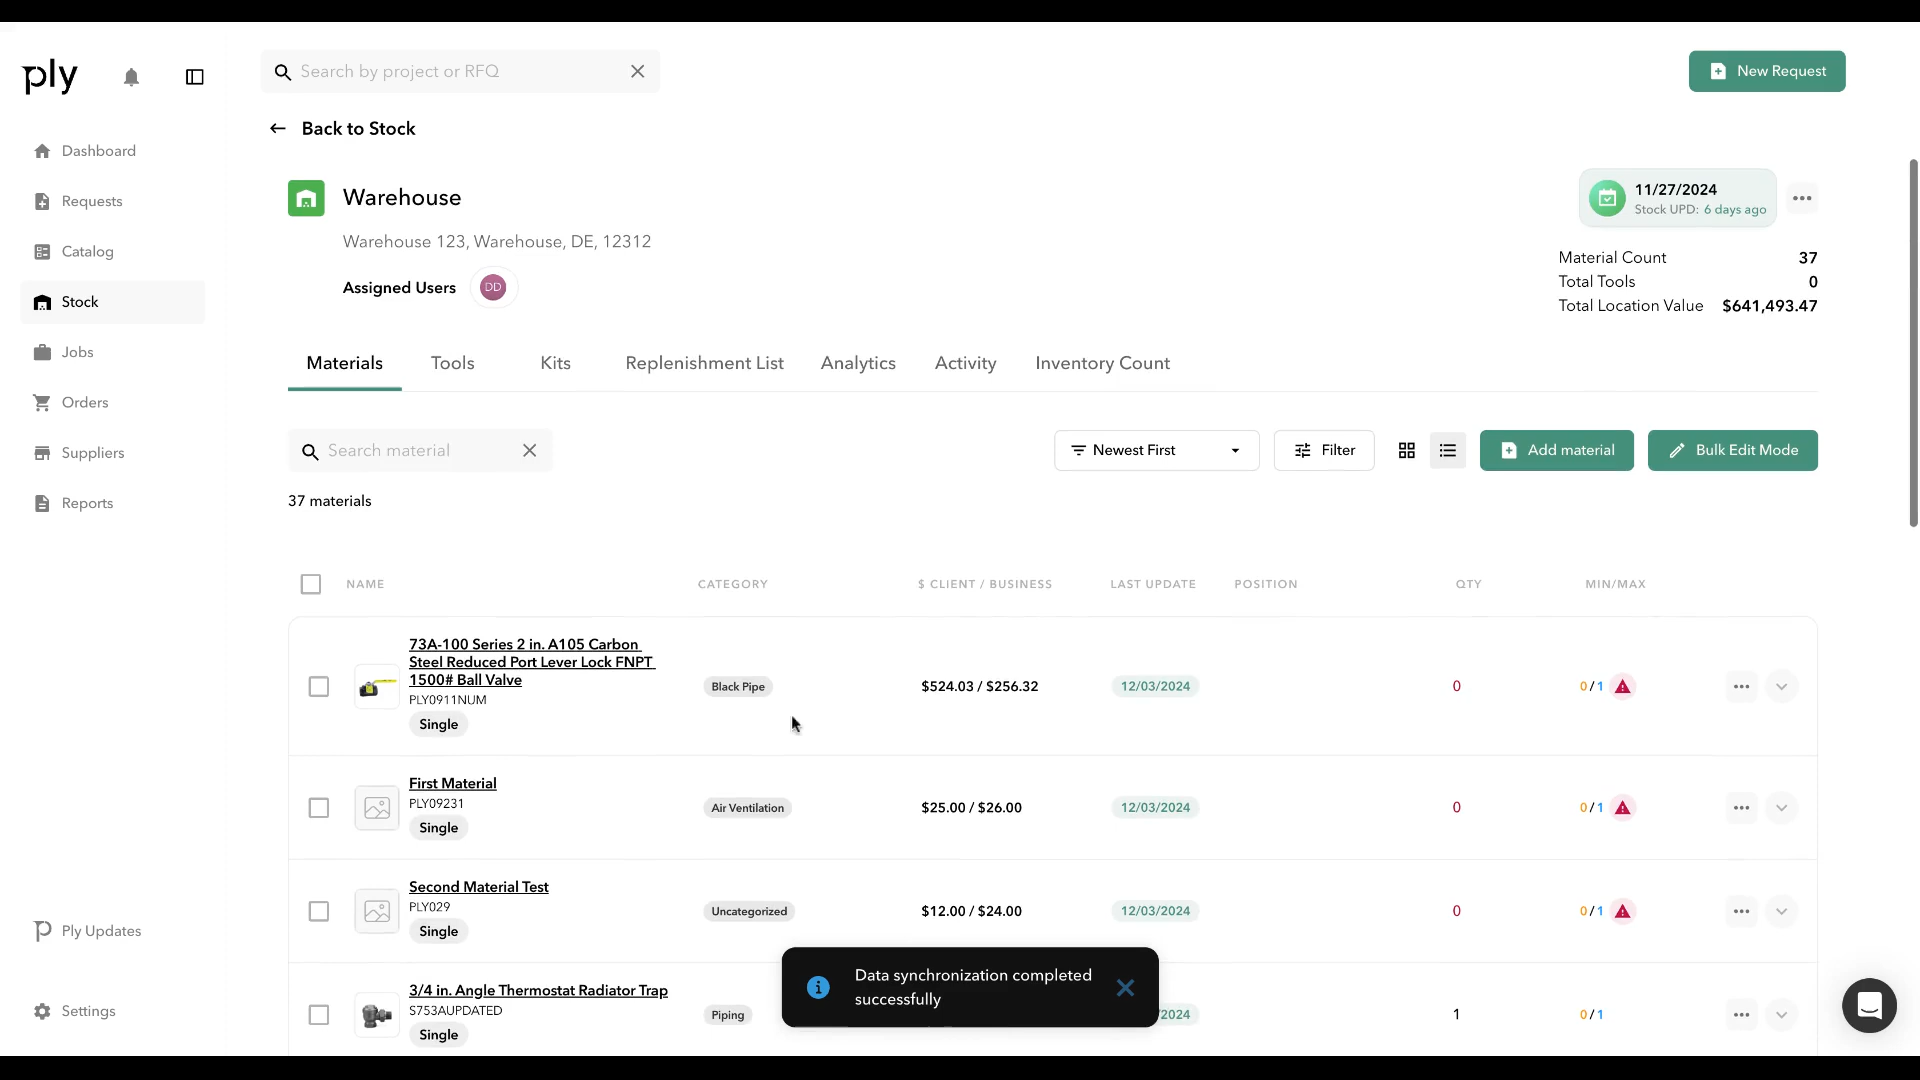 ply
Search by project or RFQ
New Request
Dashboard
Requests
Catalog
Stock
Jobs
Orders
Suppliers
Reports
Ply Updates
Settings
Back to Stock
Warehouse
Warehouse 123, Warehouse, DE, 12312
Assigned Users DD
11/27/2024
Stock UPD: 6 days ago
Material Count 37
Total Tools 0
Total Location Value $641,493.47
Materials Tools Kits Replenishment List Analytics Activity Inventory Count
Search material
Newest First Filter Add material Bulk Edit Mode
37 materials
NAME CATEGORY $ CLIENT / BUSINESS LAST UPDATE POSITION QTY MIN/MAX
73A-100 Series 2 in. A105 Carbon
Steel Reduced Port Lever Lock FNPT
1500# Ball Valve
PLY0911NUM
Single
Black Pipe $524.03 / $256.32 12/03/2024 0 0/1
First Material
PLY09231
Single
Air Ventilation $25.00 / $26.00 12/03/2024 0 0/1
Second Material Test
PLY029
Single
Uncategorized $12.00 / $24.00 12/03/2024 0 0/1
3/4 in. Angle Thermostat Radiator Trap
S753AUPDATED
Single
Piping 2024 1 0/1
Data synchronization completed
successfully